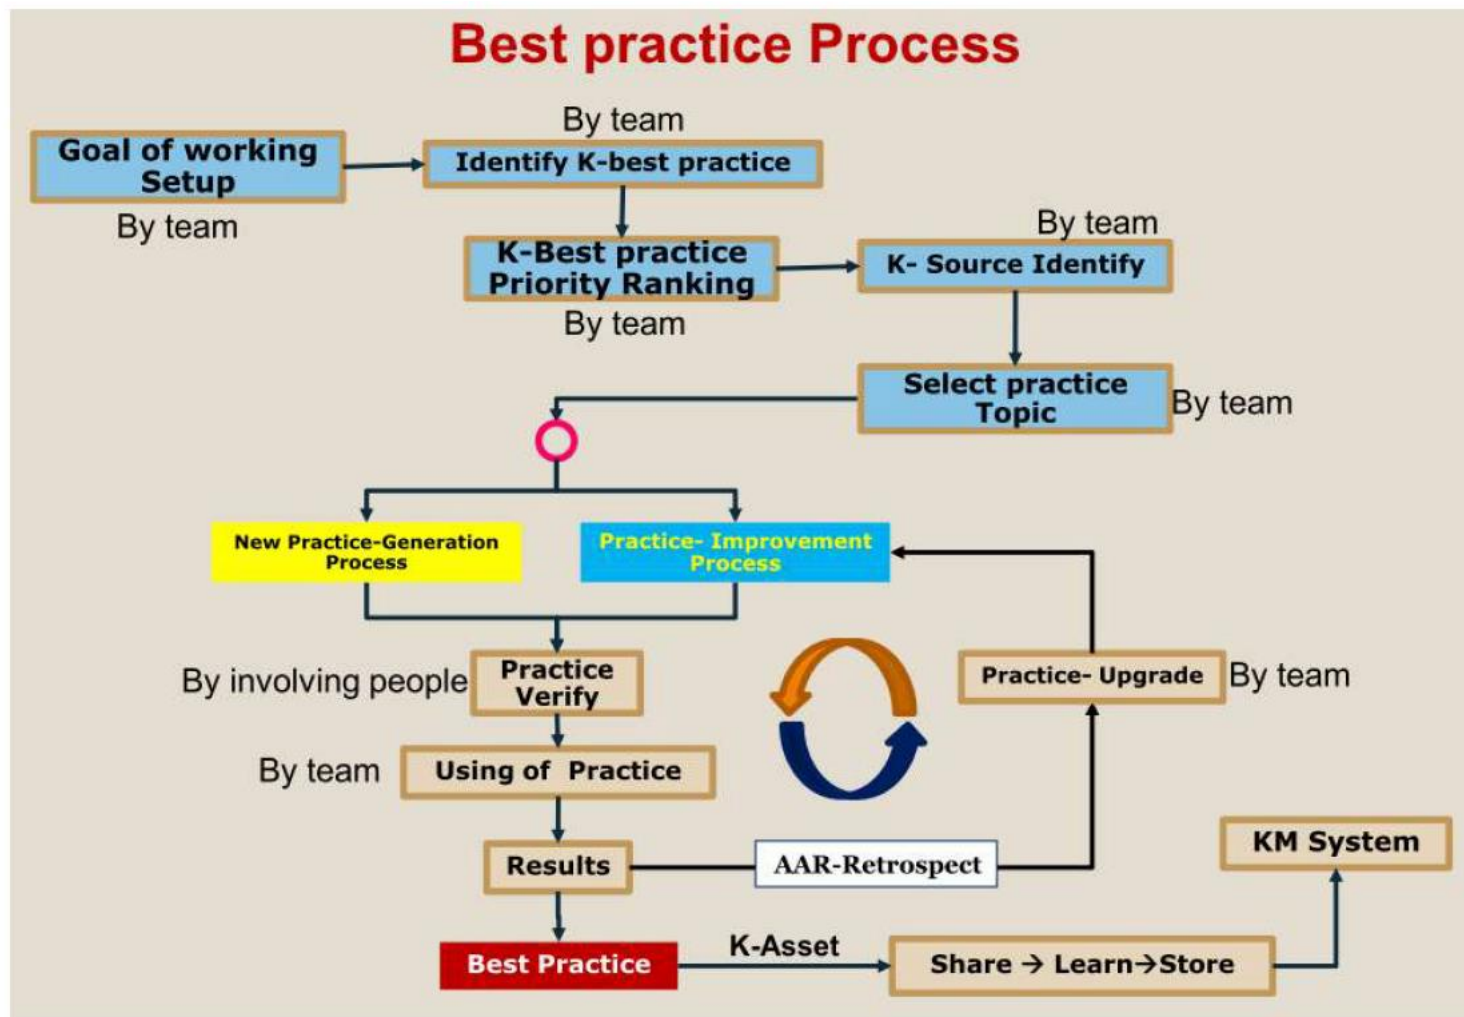 Best practice Process
By team
Goal of working
Setup
By team
Identify K-best practice
K-Best practice
Priority Ranking
By team
By team
K- Source Identify
Select practice
Topic
By team
New Practice-Generation
Process
Practice- Improvement
Process
By involving people
Practice
Verify
Practice- Upgrade
By team
By team
Using of Practice
Results
AAR-Retrospect
KM System
Best Practice
K-Asset
Share → Learn→Store